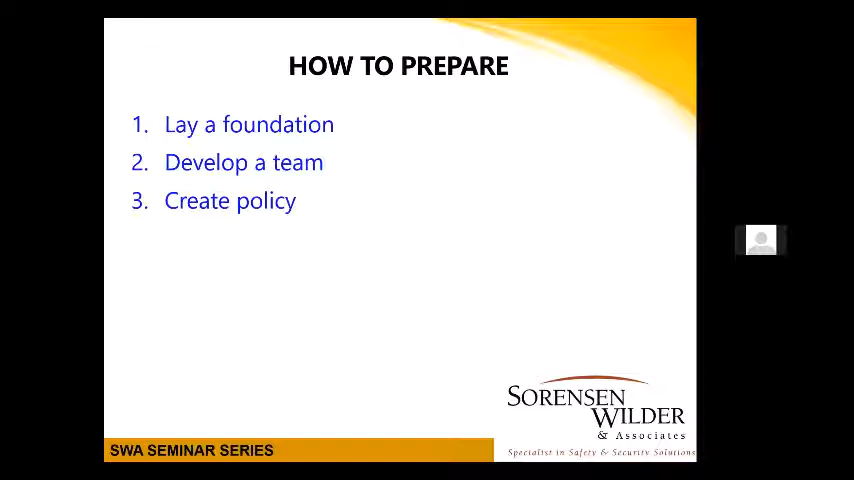 HOW TO PREPARE
1. Lay a foundation
2. Develop a team
3. Create policy
SORENSEN
WILDER
& Associates
Specialist in Safety & Security Solutions
SWA SEMINAR SERIES